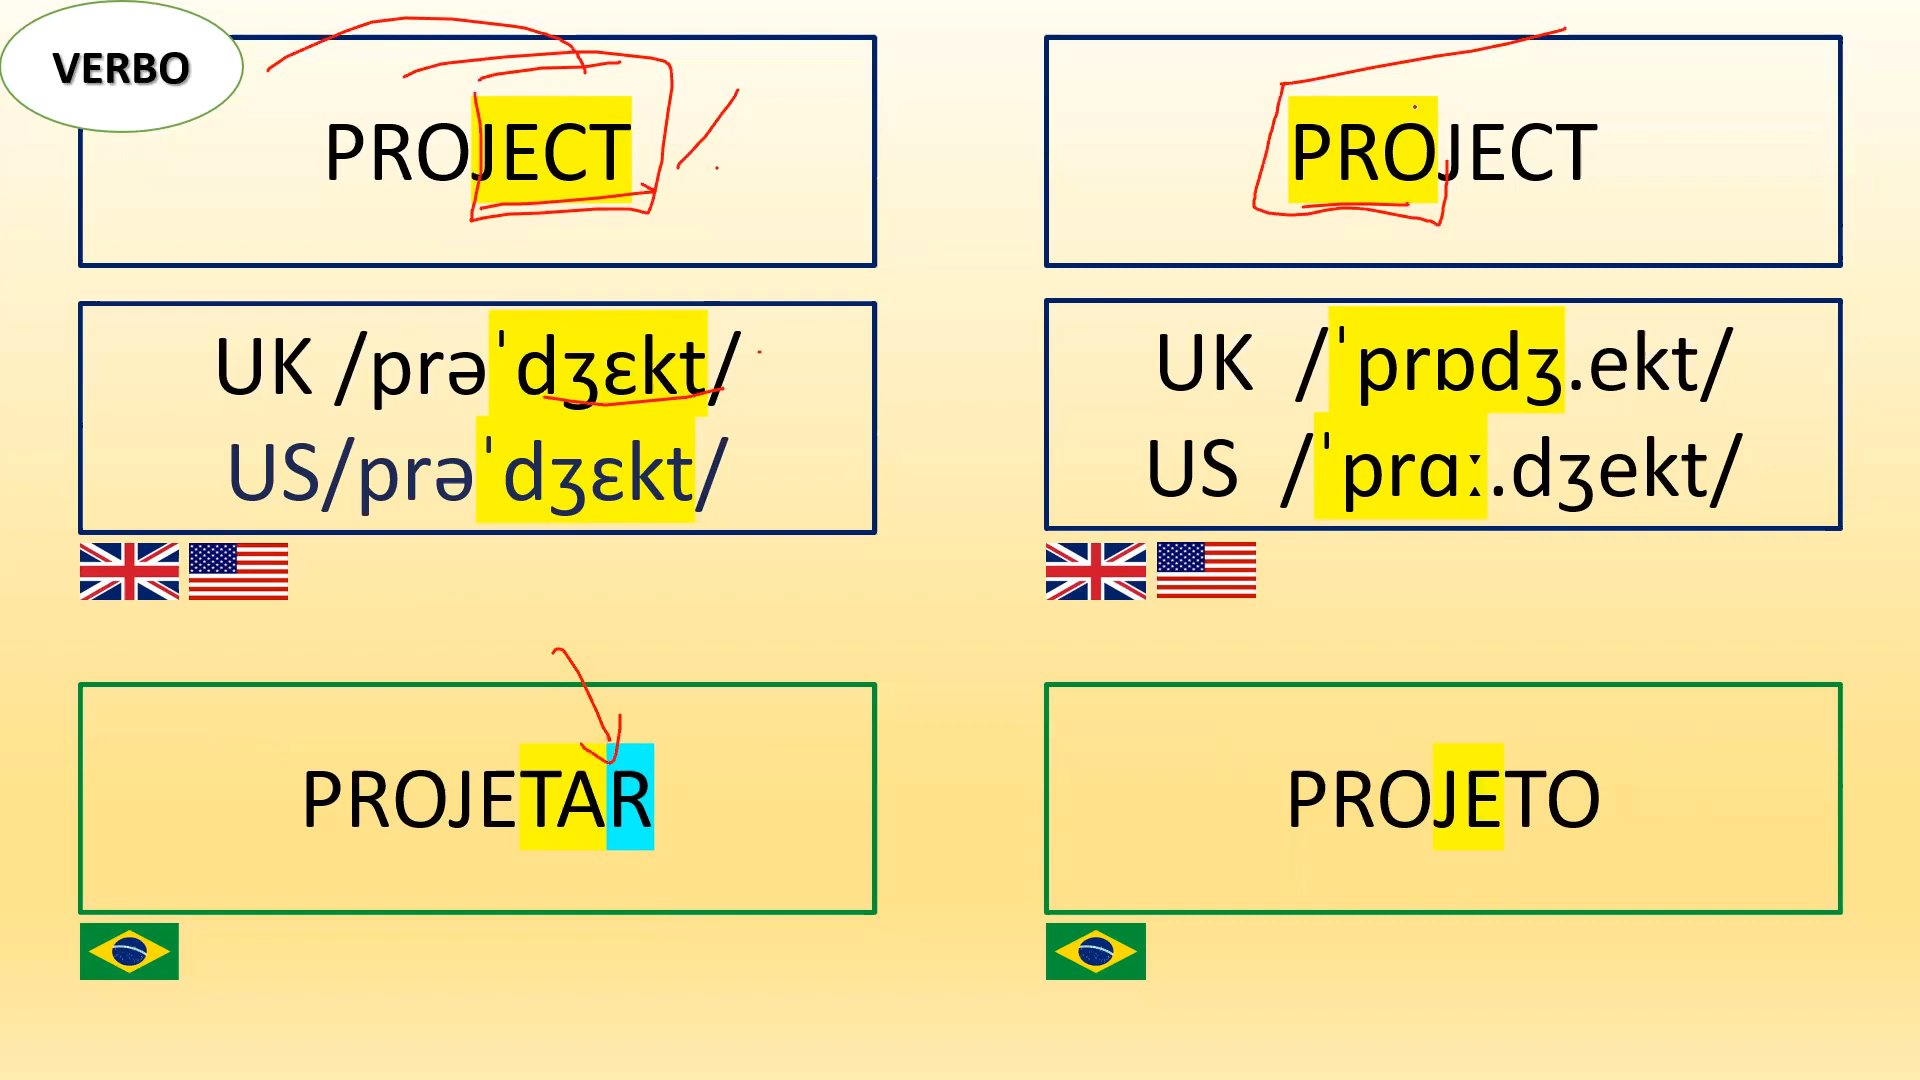 VERBO
PROJECT
PROJECT
UK /prəˈdʒɛkt/
US/prəˈdʒɛkt/
UK /ˈprɒdʒ.ekt/
US /ˈprɑː.dʒekt/
PROJETAR
PROJETO